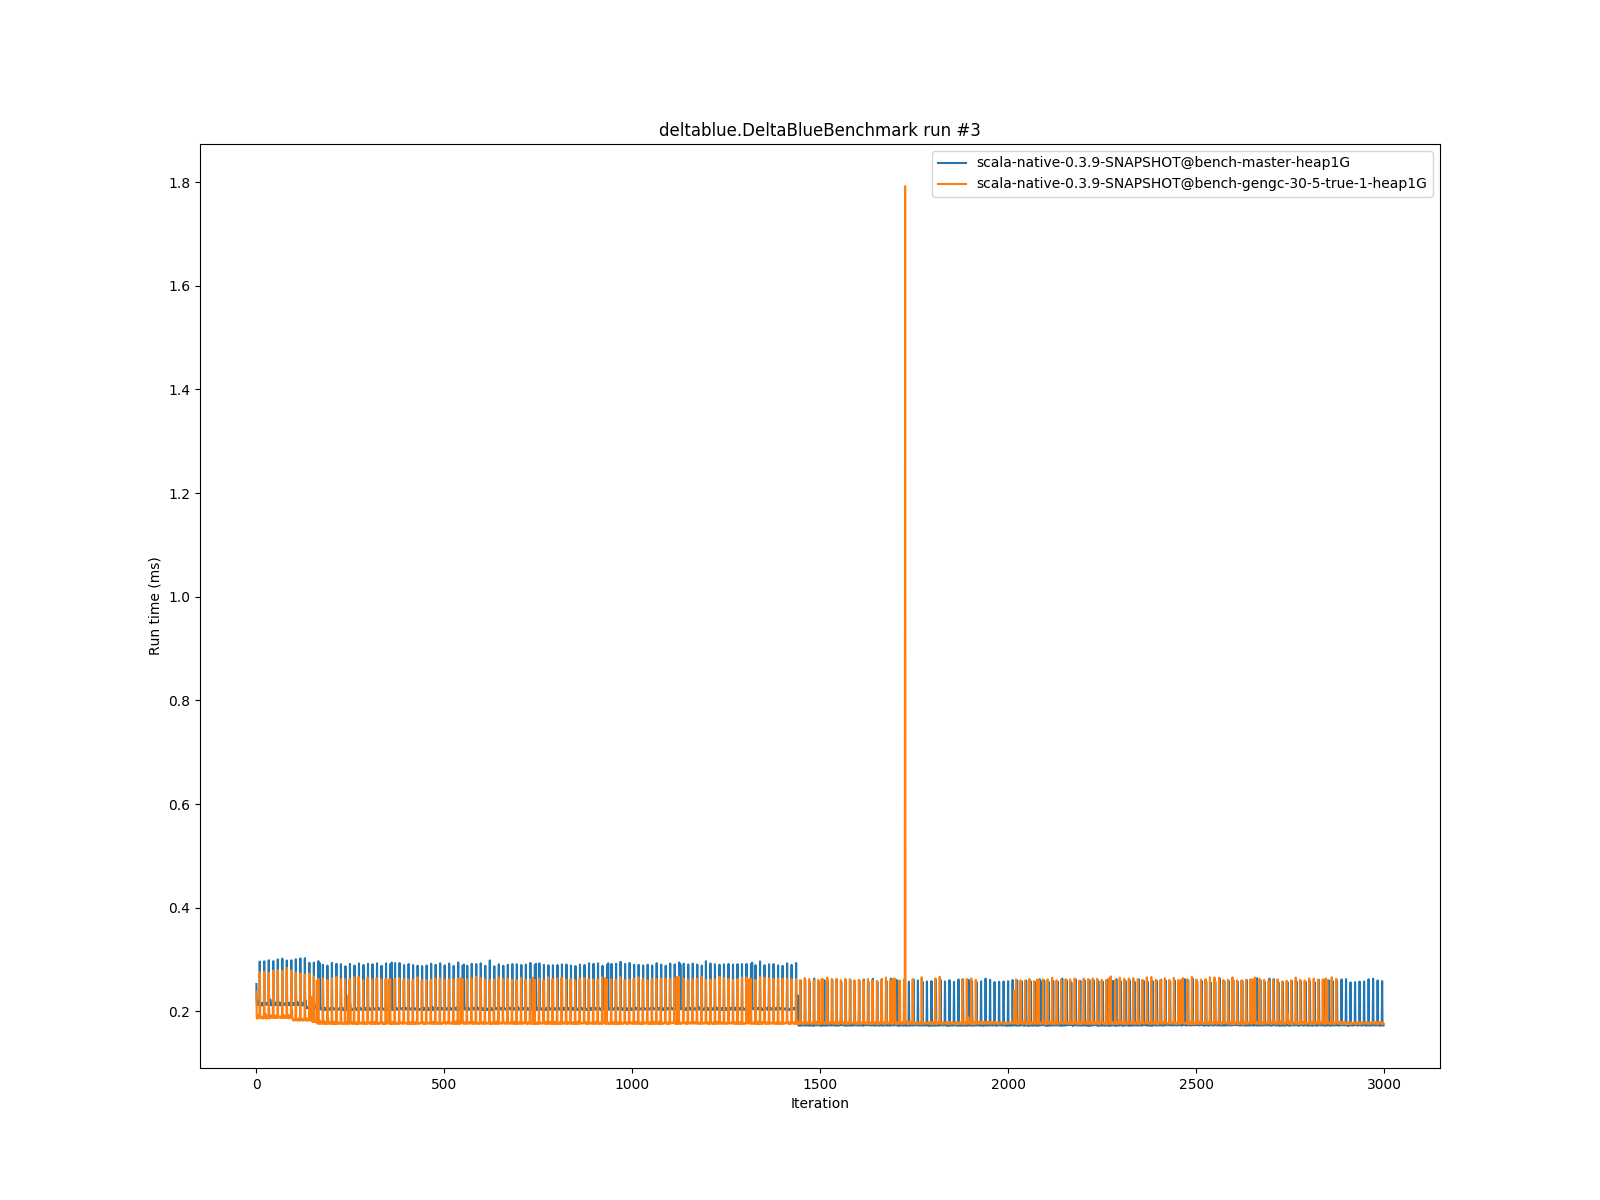 deltablue.DeltaBlueBenchmark run #3
scala-native-0.3.9-SNAPSHOT@bench-master-heap1G
scala-native-0.3.9-SNAPSHOT@bench-gengc-30-5-true-1-heap1G
1.8
1.6
1.4
1.2
1.0
0.8
0.6
0.4
0.2
Run time (ms)
0 500 1000 1500 2000 2500 3000
Iteration